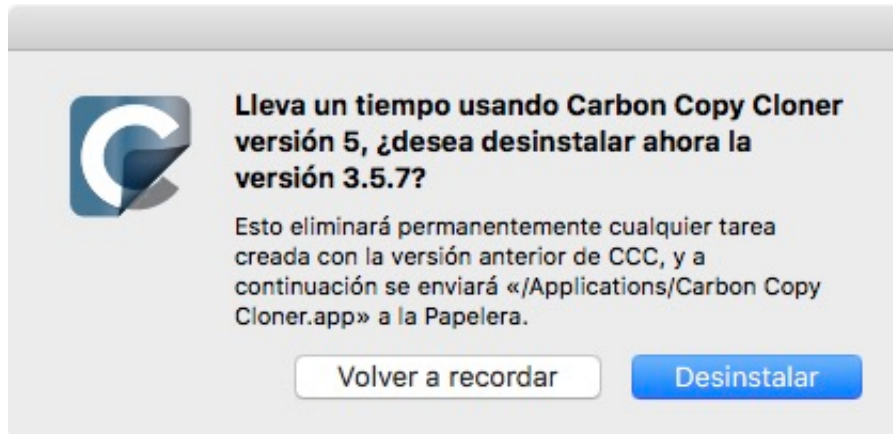 Lleva un tiempo usando Carbon Copy Cloner
versión 5, ¿desea desinstalar ahora la
versión 3.5.7?
Esto eliminará permanentemente cualquier tarea
creada con la versión anterior de CCC, y a
continuación se enviará «/Applications/Carbon Copy
Cloner.app» a la Papelera.
Volver a recordar
Desinstalar